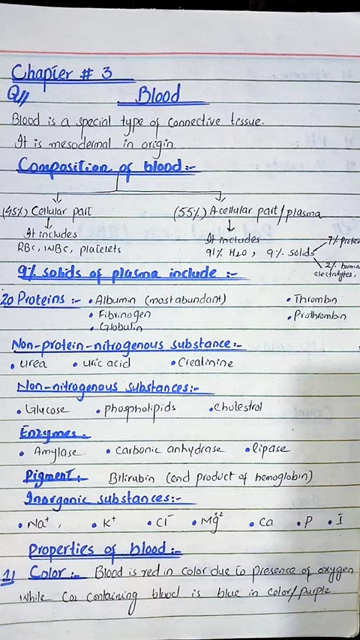 Chapter # 3
Q// Blood
Blood is a special type of connective tissue.
It is mesodermal in origin
Composition of blood:-
(45%) Cellular part (55%) Acellular part/plasma
It includes It includes
RBC, WBC, platelets 91% H2O, 9% solids 7% protein
2%
electrolytes,
9% solids of plasma include :-
Proteins :- • Albumin (most abundant) • Thrombin
• Fibrinogen • Prothrombin
• Globulin
Non-protein-nitrogenous substance:-
• urea • uric acid • Creatinine
Non-nitrogenous substances:-
• Glucose • phospholipids • cholestrol
Enzymes -
• Amylase • Carbonic anhydrase • lipase
Pigment :- Bilirubin (end product of hemoglobin)
Inorganic substances:-
• Na+, • K+ • Cl- • Mg+2 • Ca • P • I
Properties of blood:-
1) Color :- Blood is red in color due to presence of oxygen
while CO2 containing blood is blue in color/purple.